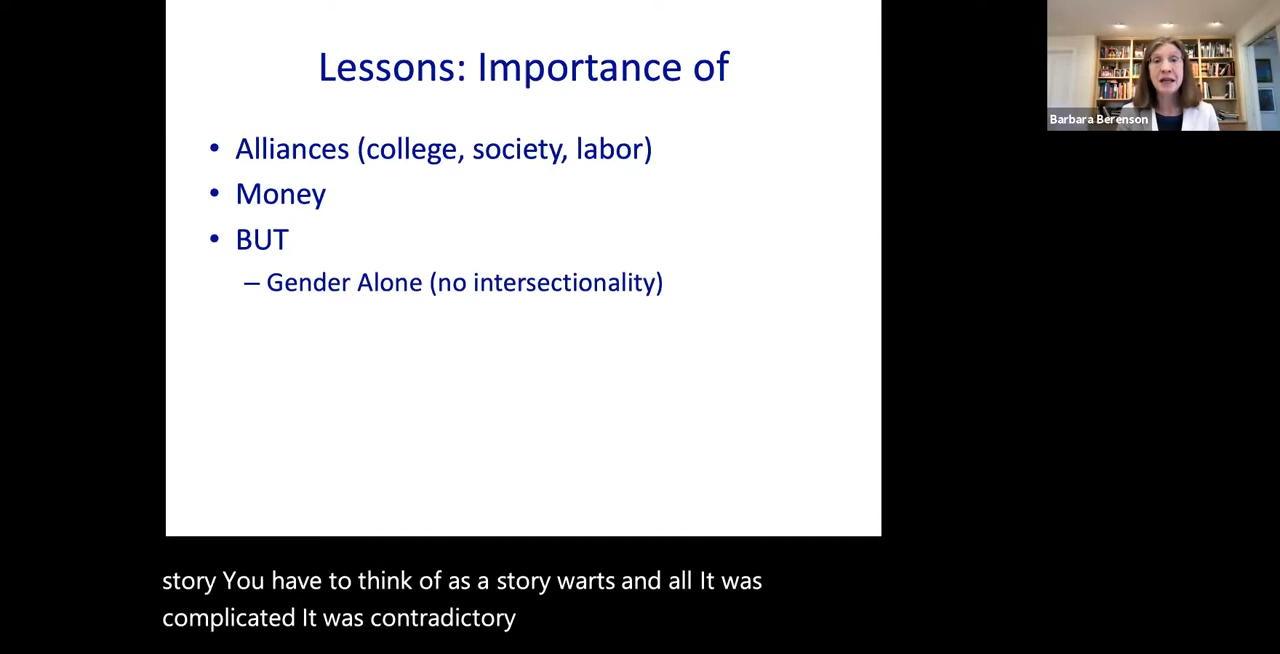 Lessons: Importance of
Barbara Berenson
• Alliances (college, society, labor)
• Money
• BUT
– Gender Alone (no intersectionality)
story You have to think of as a story warts and all It was
complicated It was contradictory